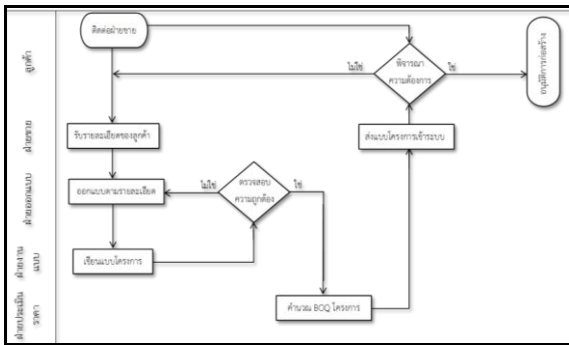 ลูกค้า
ติดต่อฝ่ายขาย
ไม่ใช่
พิจารณา
ความต้องการ
ใช่
อนุมัติการก่อสร้าง
ฝ่ายขาย
รับรายละเอียดของลูกค้า
ส่งแบบโครงการเข้าระบบ
ฝ่ายออกแบบ
ออกแบบตามรายละเอียด
ไม่ใช่
ตรวจสอบ
ความถูกต้อง
ใช่
ฝ่ายงาน
แบบ
เขียนแบบโครงการ
ฝ่ายประเมิน
ราคา
คำนวณ BOQ โครงการ